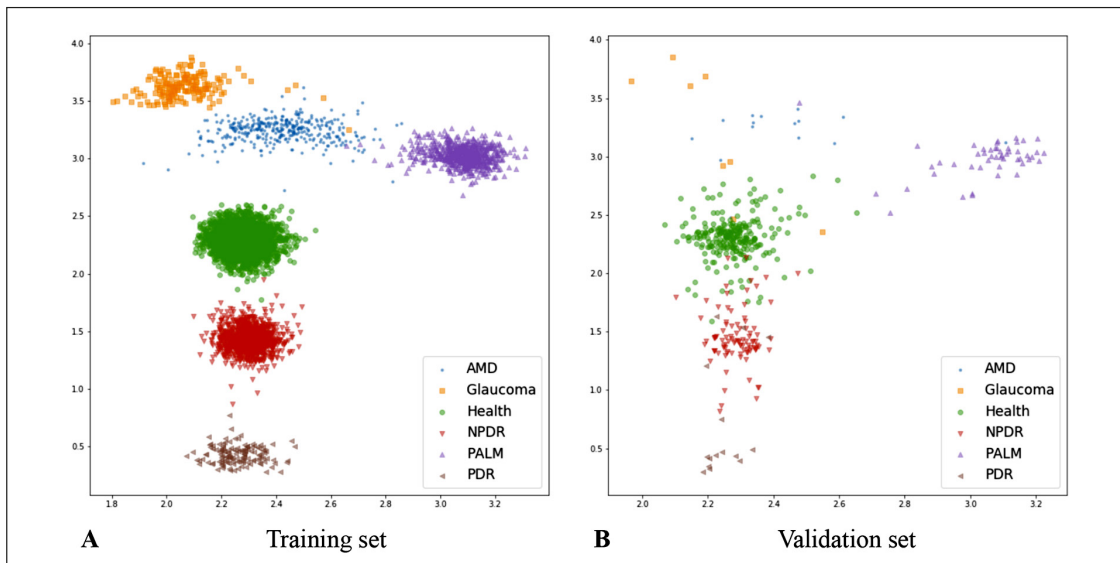 4.0
3.5
3.0
2.5
2.0
1.5
1.0
0.5
1.8 2.0 2.2 2.4 2.6 2.8 3.0 3.2
AMD
Glaucoma
Health
NPDR
PALM
PDR
A Training set
4.0
3.5
3.0
2.5
2.0
1.5
1.0
0.5
2.0 2.2 2.4 2.6 2.8 3.0 3.2
AMD
Glaucoma
Health
NPDR
PALM
PDR
B Validation set